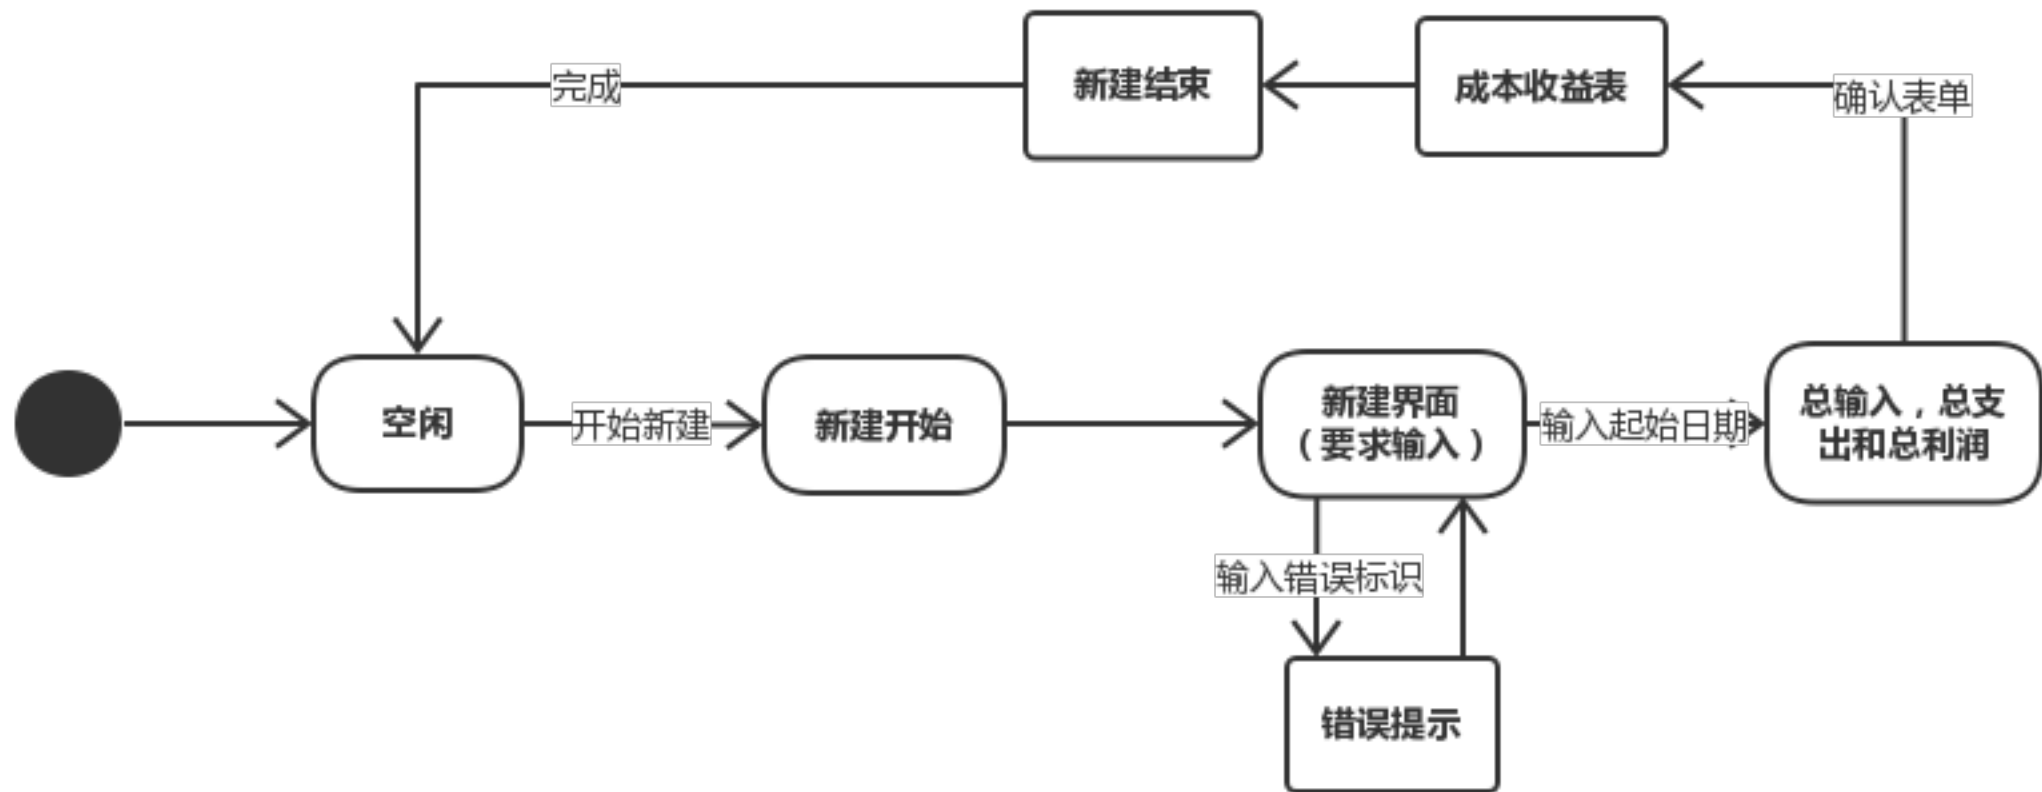 完成
新建结束
成本收益表
确认表单
空闲
开始新建
新建开始
新建界面
（要求输入）
输入起始日期
总输入，总支
出和总利润
输入错误标识
错误提示